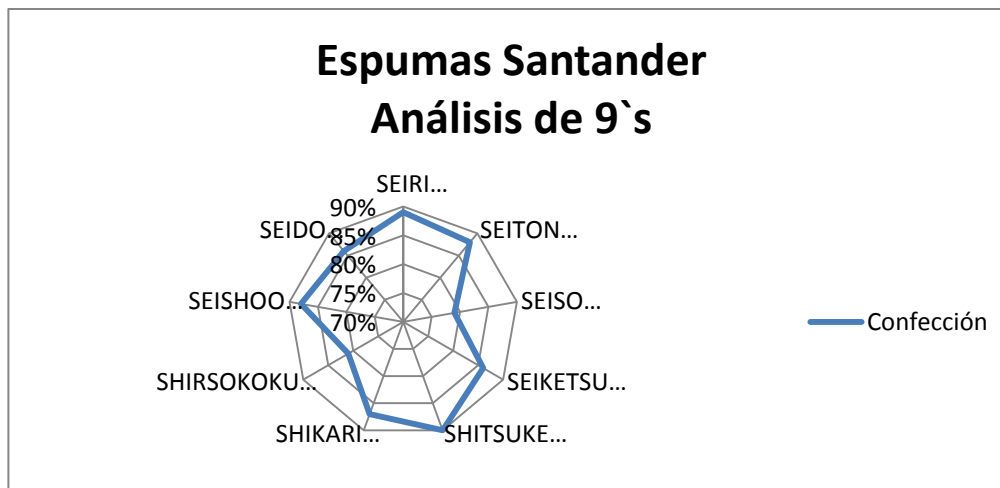 Espumas Santander
Análisis de 9`s
SEIRI...
SEITON...
SEISO...
SEIKETSU...
SHITSUKE...
SHIKARI...
SHIRSOKOKU...
SEISHOO...
SEIDO...
90%
85%
80%
75%
70%
Confección